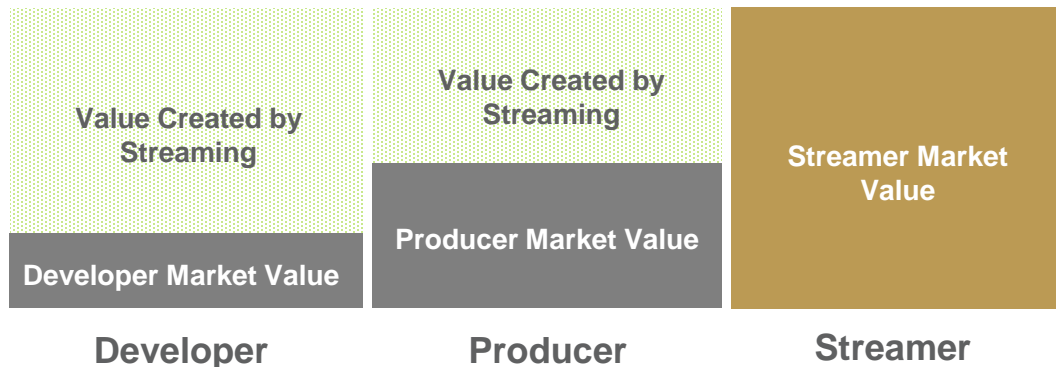 Value Created by
Streaming
Developer Market Value
Developer
Value Created by
Streaming
Producer Market Value
Producer
Streamer Market
Value
Streamer